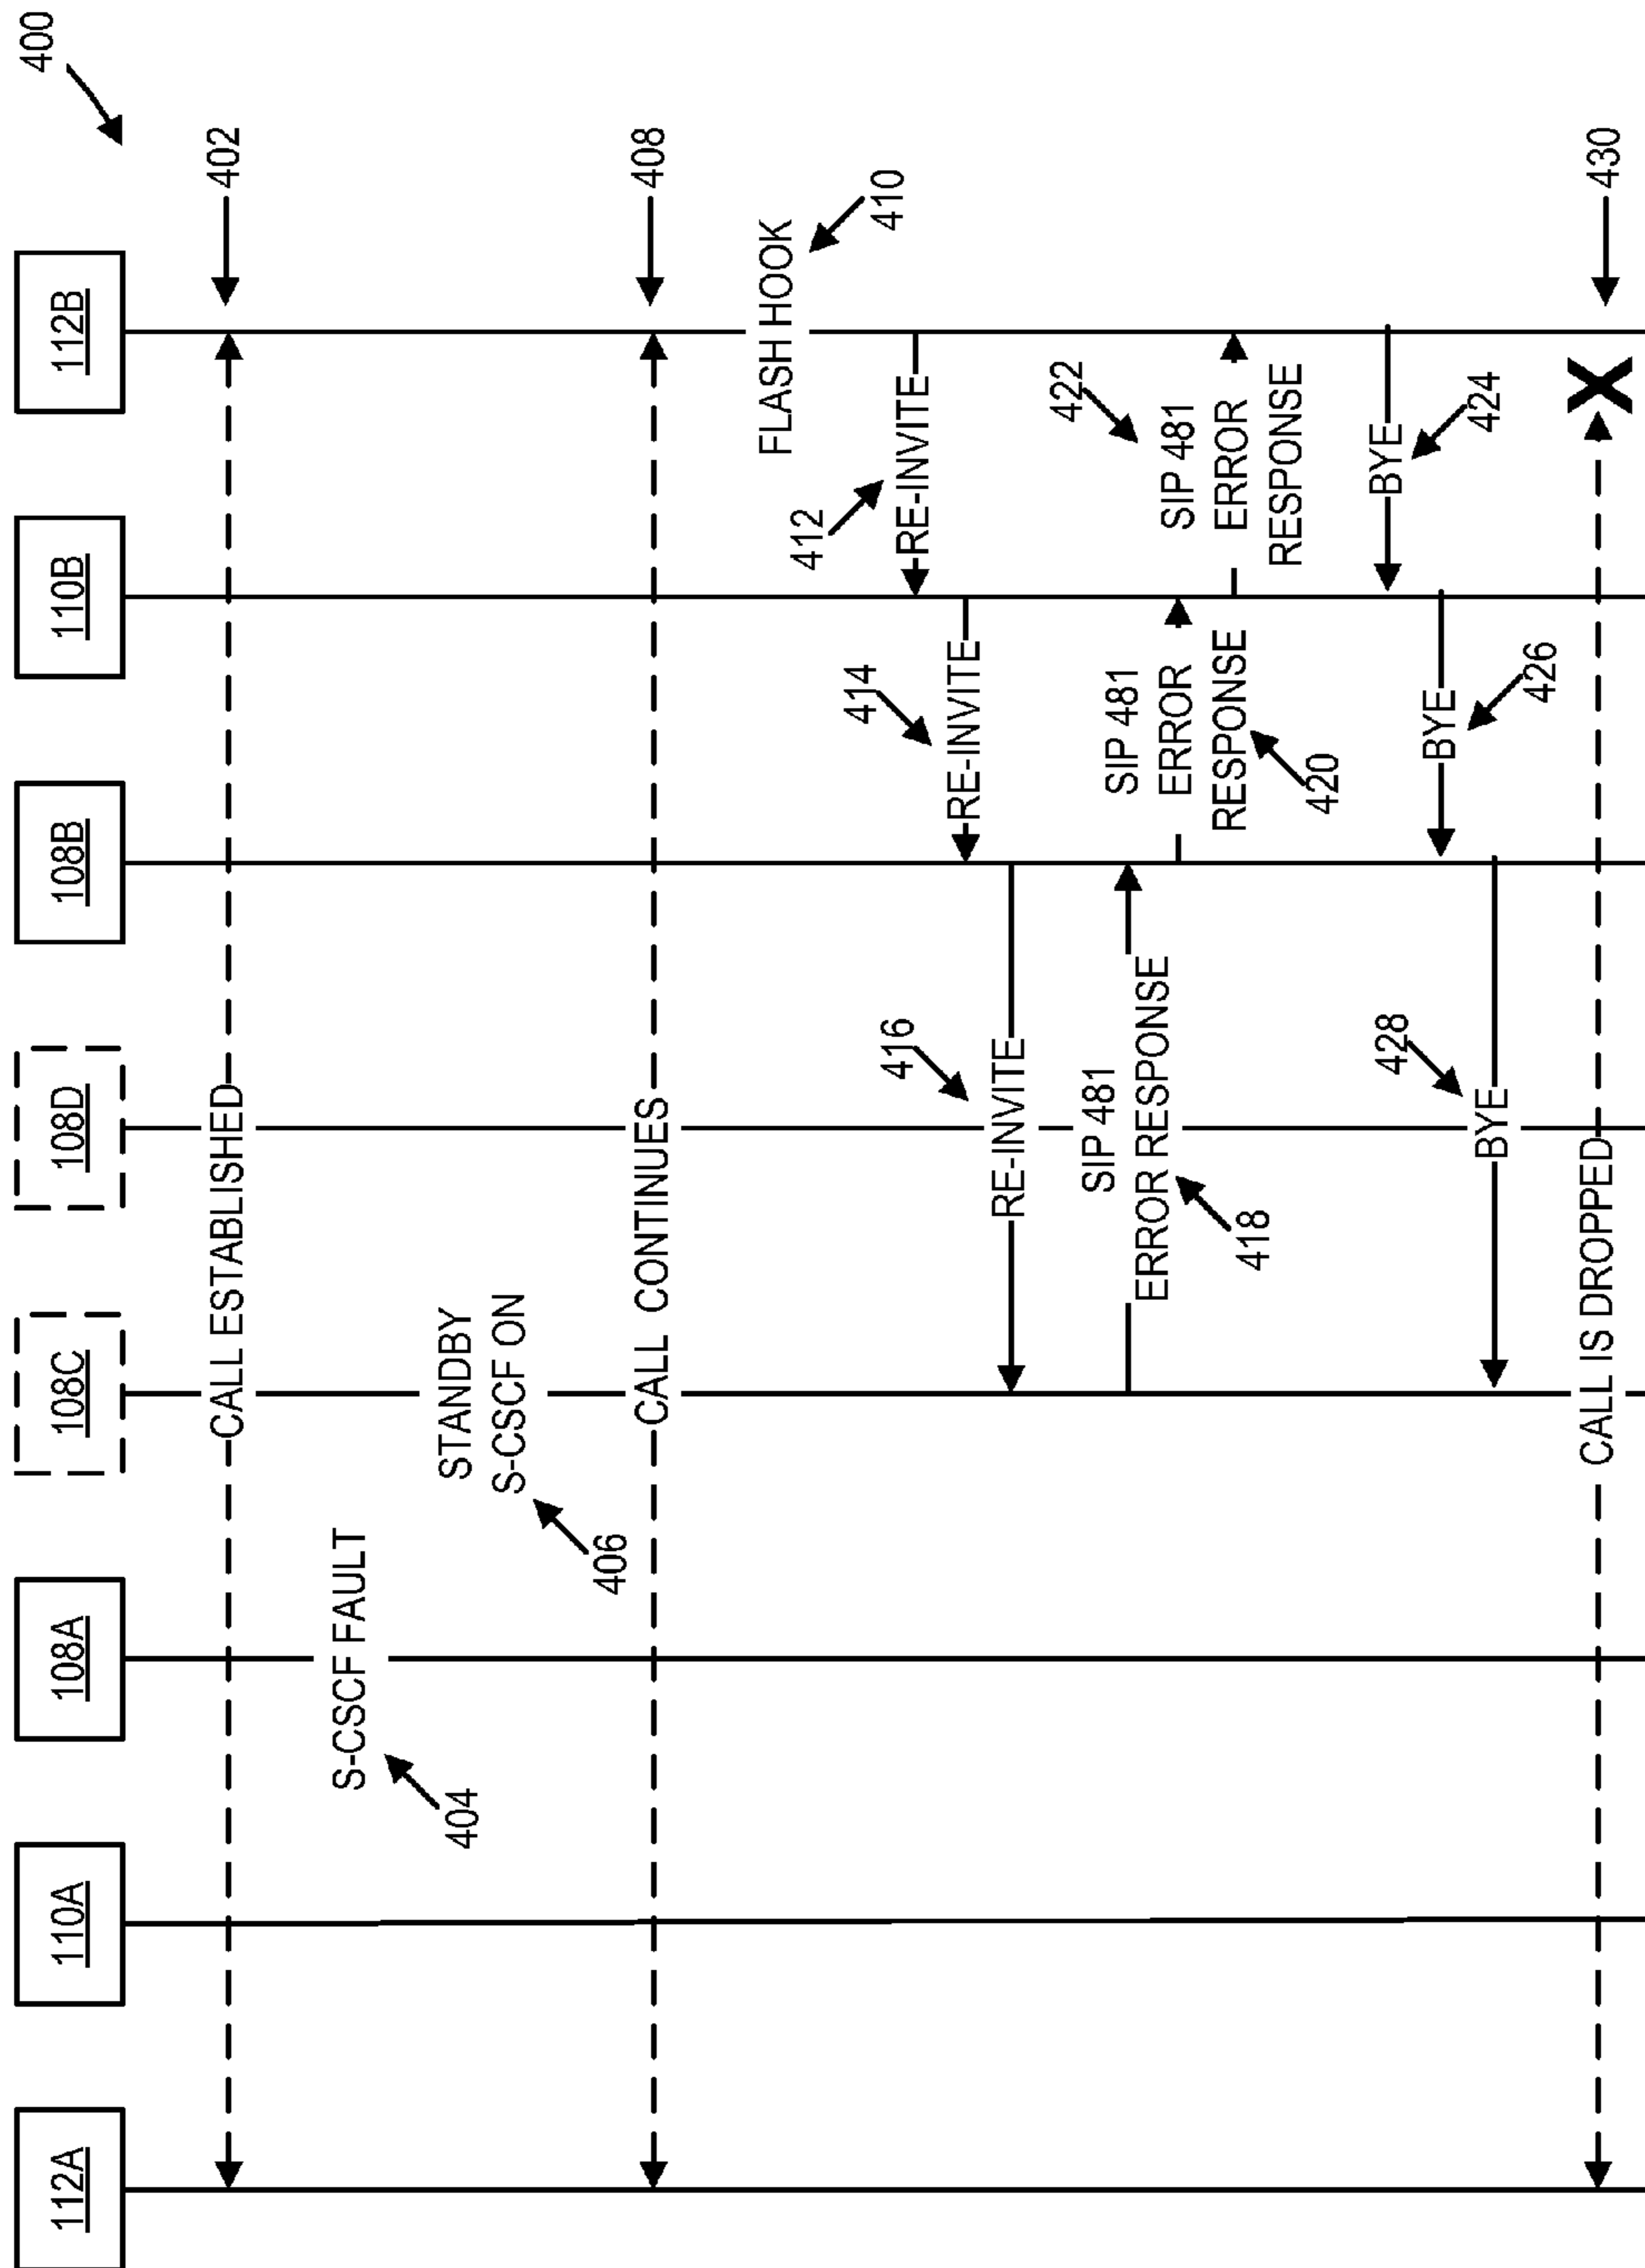 400
112A
110A
108A
108C
108D
108B
110B
112B
CALL ESTABLISHED
402
S-CSCF FAULT
404
STANDBY
S-CSCF ON
406
CALL CONTINUES
408
FLASH HOOK
410
412
RE-INVITE
414
RE-INVITE
416
RE-INVITE
SIP 481
ERROR RESPONSE
418
SIP 481
ERROR
RESPONSE
420
422
SIP 481
ERROR
RESPONSE
BYE
424
BYE
426
428
BYE
CALL IS DROPPED
X
430